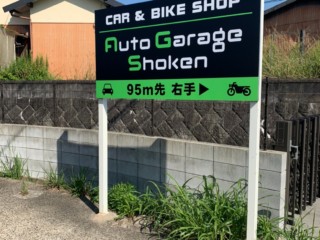 CAR & BIKE SHOP
Auto Garage
Shoken
95m先 右手▶